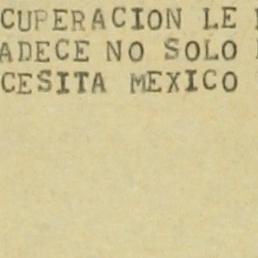 CUPERACION LE
ADECE NO SOLO
CESITA MEXICO